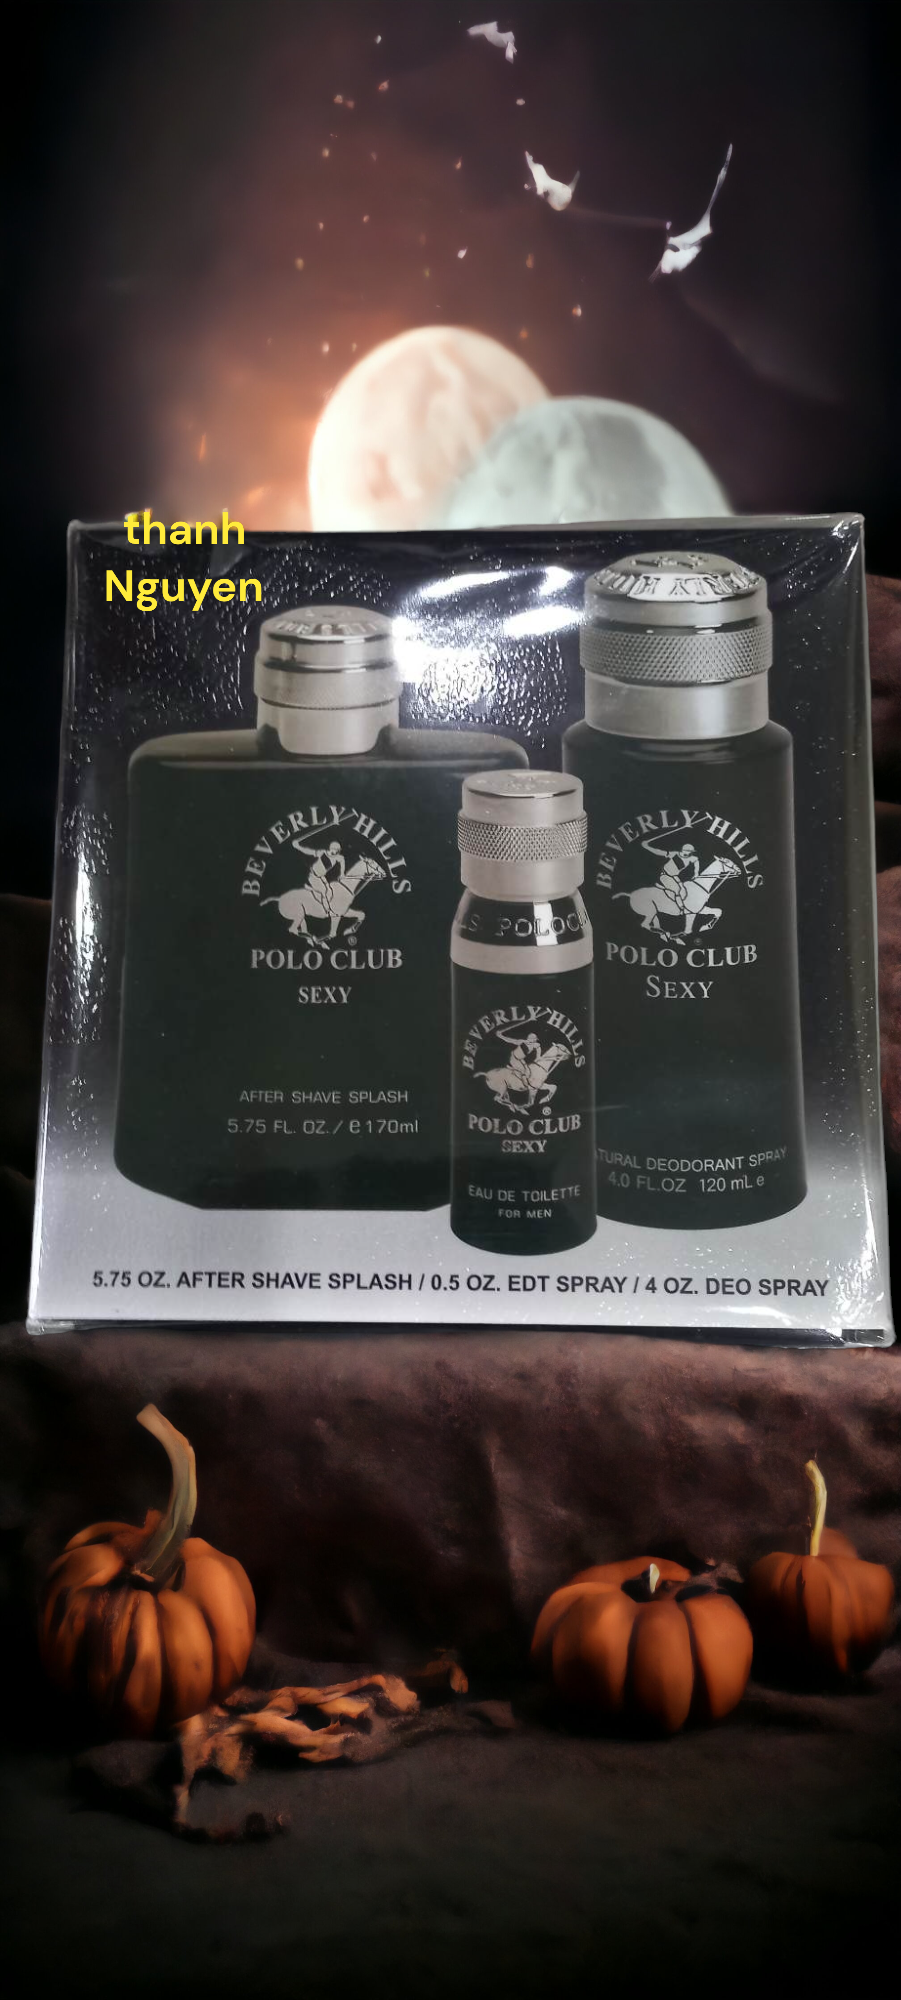 thanh
Nguyen
BEVERLY HILLS
POLO CLUB
SEXY
AFTER SHAVE SPLASH
5.75 FL. OZ. / e 170ml
BEVERLY HILLS
POLO CLUB
SEXY
EAU DE TOILETTE
FOR MEN
BEVERLY HILLS
POLO CLUB
SEXY
DEODORANT SPRAY
4.0 FL.OZ 120 mL e
5.75 OZ. AFTER SHAVE SPLASH / 0.5 OZ. EDT SPRAY / 4 OZ. DEO SPRAY